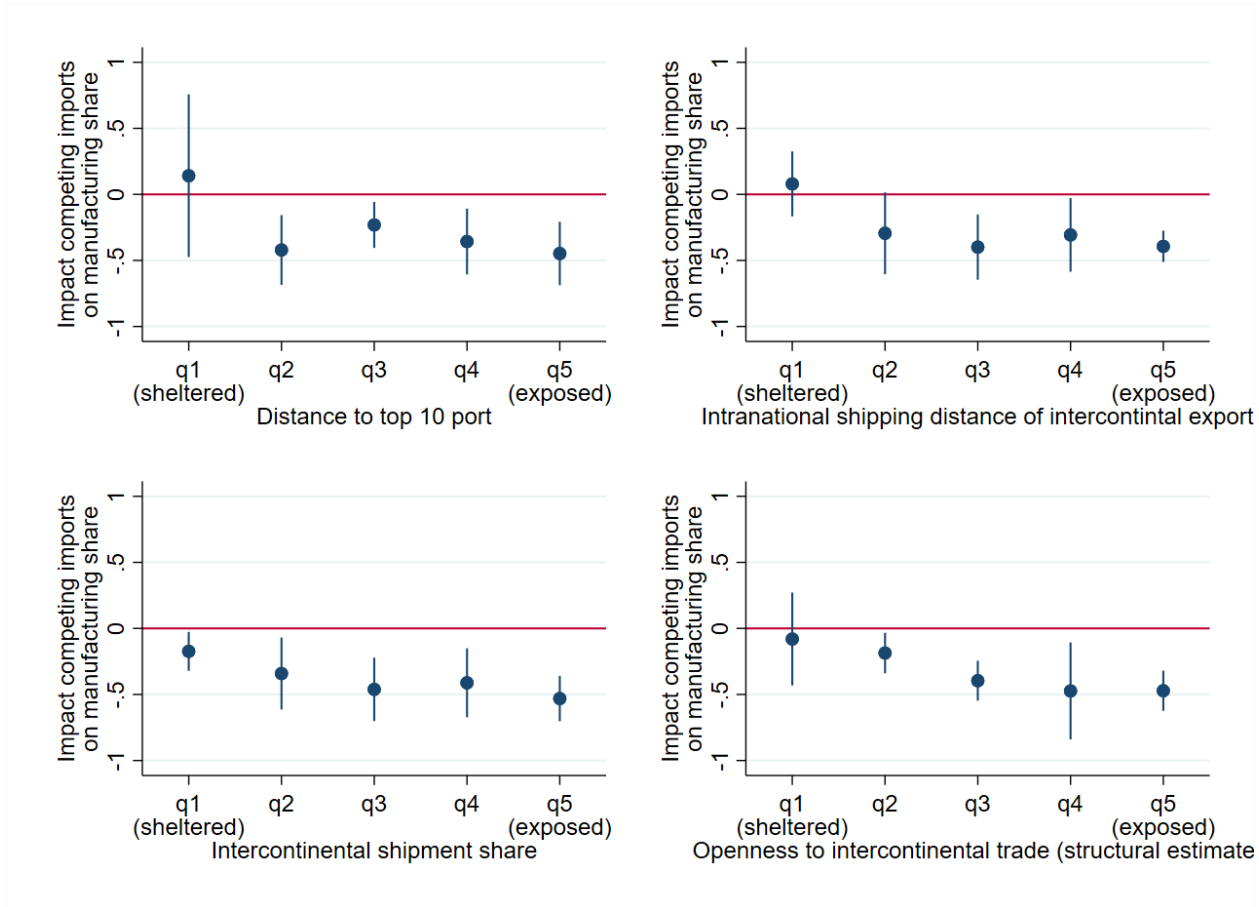 Impact competing imports
on manufacturing share
1
.5
0
-.5
-1
q1
(sheltered)
q2
q3
q4
q5
(exposed)
Distance to top 10 port
Impact competing imports
on manufacturing share
1
.5
0
-.5
-1
q1
(sheltered)
q2
q3
q4
q5
(exposed)
Intranational shipping distance of intercontintal export
Impact competing imports
on manufacturing share
1
.5
0
-.5
-1
q1
(sheltered)
q2
q3
q4
q5
(exposed)
Intercontinental shipment share
Impact competing imports
on manufacturing share
1
.5
0
-.5
-1
q1
(sheltered)
q2
q3
q4
q5
(exposed)
Openness to intercontinental trade (structural estimate